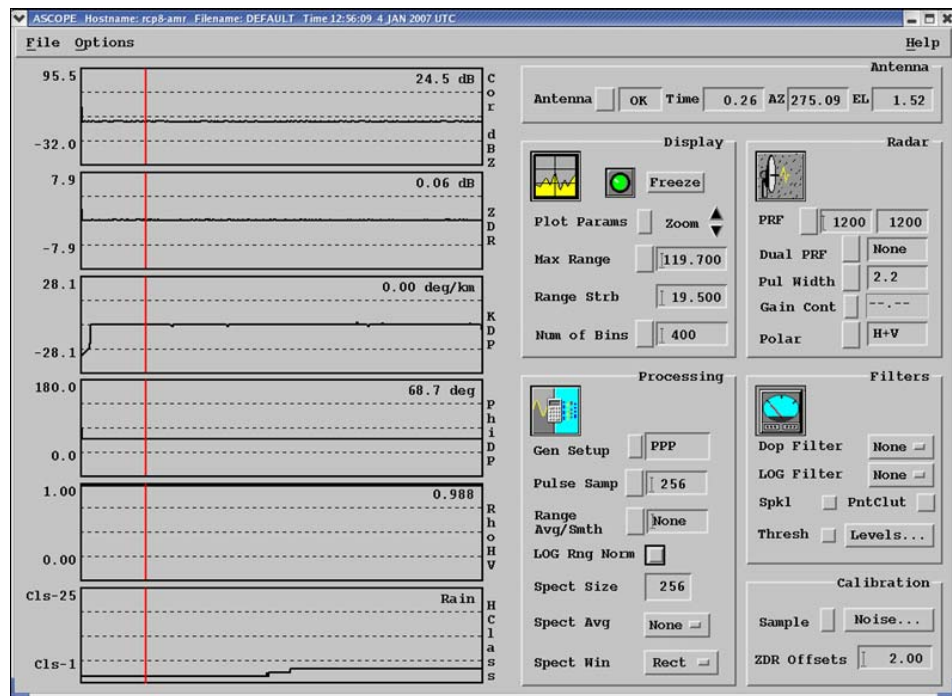 ASCOPE Hostname: rcp8-amr Filename: DEFAULT Time 12:56:09 4 JAN 2007 UTC
File Options Help
95.5
24.5 dB
-32.0
Cor dBZ
7.9
0.06 dB
-7.9
ZDR
28.1
0.00 deg/km
-28.1
KDP
180.0
68.7 deg
0.0
PhiDP
1.00
0.988
0.00
RhoHV
Cls-25
Rain
Cls-1
HClass
Antenna
Antenna OK Time 0.26 AZ 275.09 EL 1.52
Display
Freeze
Plot Params Zoom
Max Range 119.700
Range Strb 19.500
Num of Bins 400
Radar
PRF 1200 1200
Dual PRF None
Pul Width 2.2
Gain Cont --.--
Polar H+V
Processing
Gen Setup PPP
Pulse Samp 256
Range
Avg/Smth None
LOG Rng Norm
Spect Size 256
Spect Avg None
Spect Win Rect
Filters
Dop Filter None
LOG Filter None
Spkl PntClut
Thresh Levels...
Calibration
Sample Noise...
ZDR Offsets 2.00